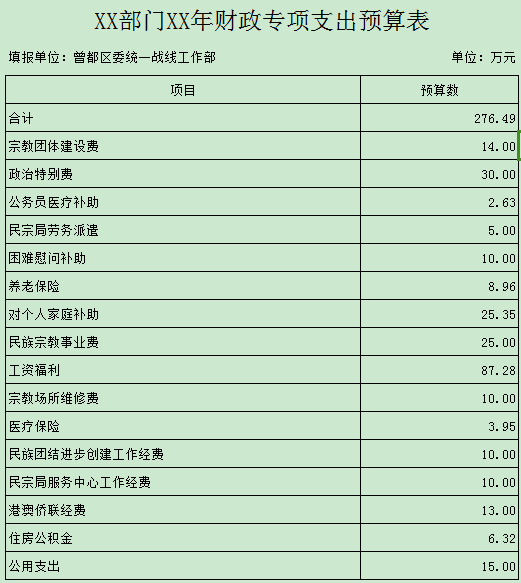 XX部门XX年财政专项支出预算表
填报单位：曾都区委统一战线工作部 单位：万元
项目 预算数
合计 276.49
宗教团体建设费 14.00
政治特别费 30.00
公务员医疗补助 2.63
民宗局劳务派遣 5.00
困难慰问补助 10.00
养老保险 8.96
对个人家庭补助 25.35
民族宗教事业费 25.00
工资福利 87.28
宗教场所维修费 10.00
医疗保险 3.95
民族团结进步创建工作经费 10.00
民宗局服务中心工作经费 10.00
港澳侨联经费 13.00
住房公积金 6.32
公用支出 15.00